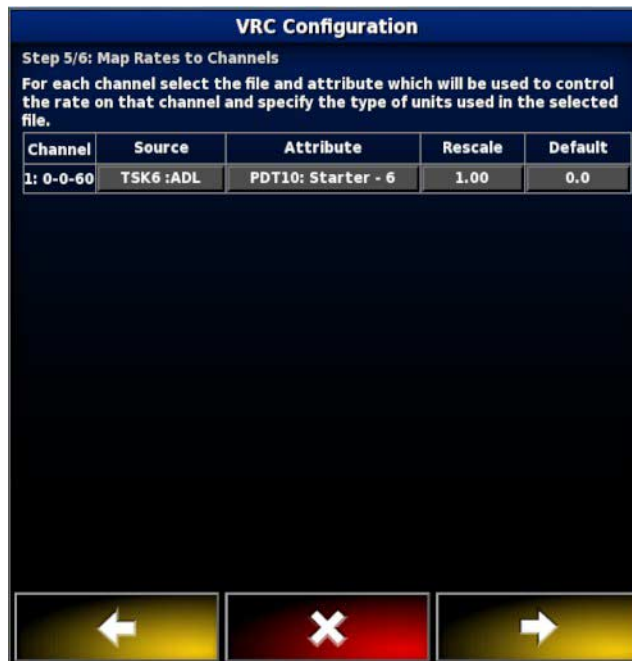 VRC Configuration
Step 5/6: Map Rates to Channels
For each channel select the file and attribute which will be used to control
the rate on that channel and specify the type of units used in the selected
file.
Channel Source Attribute Rescale Default
1: 0-0-60 TSK6 :ADL PDT10: Starter - 6 1.00 0.0